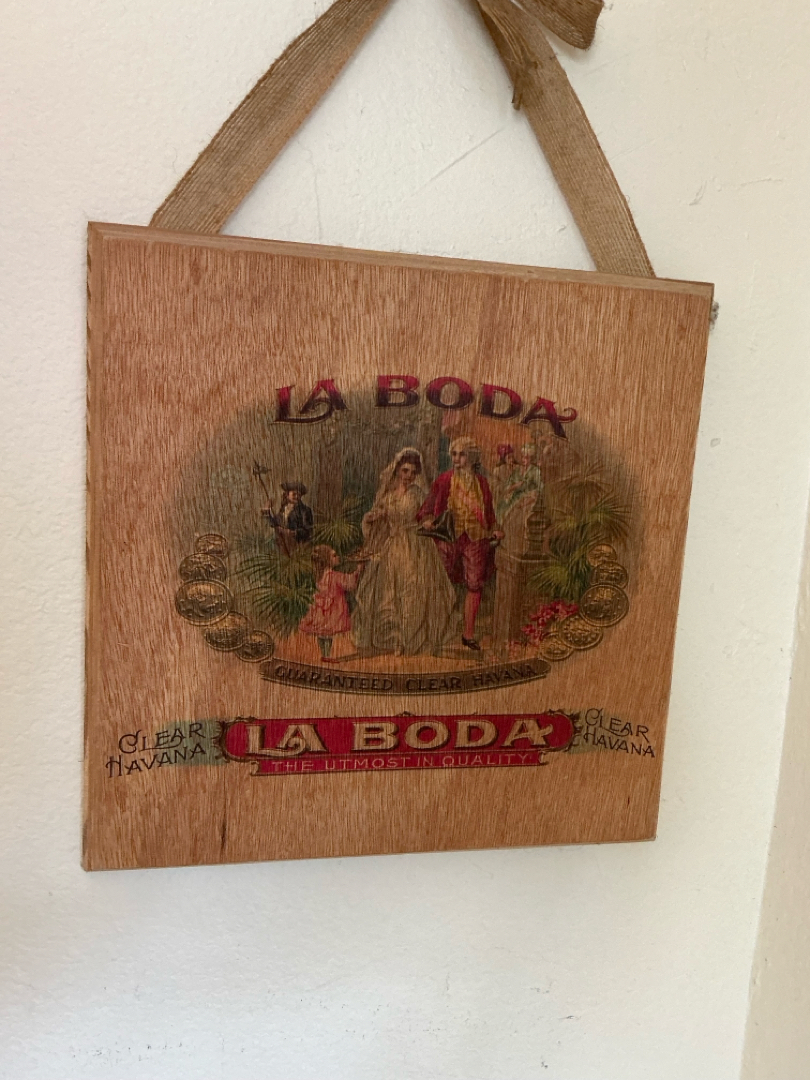 LA BODA
GUARANTEED CLEAR HAVANA
CLEAR HAVANA
LA BODA
THE UTMOST IN QUALITY
CLEAR HAVANA